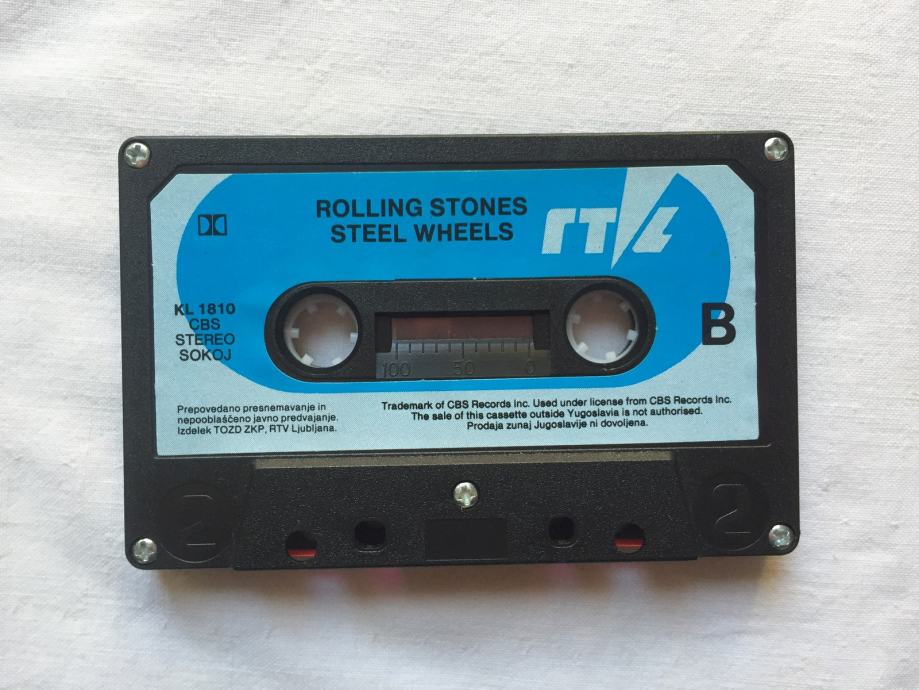 ROLLING STONES
STEEL WHEELS
RTVL
KL 1810
CBS
STEREO
SOKOJ
B
100 50 0
Prepovedano presnemavanje in
nepooblaščeno javno predvajanje.
Izdelek TOZD ZKP, RTV Ljubljana.
Trademark of CBS Records Inc. Used under license from CBS Records Inc.
The sale of this cassette outside Yugoslavia is not authorised.
Prodaja zunaj Jugoslavije ni dovoljena.
2 2